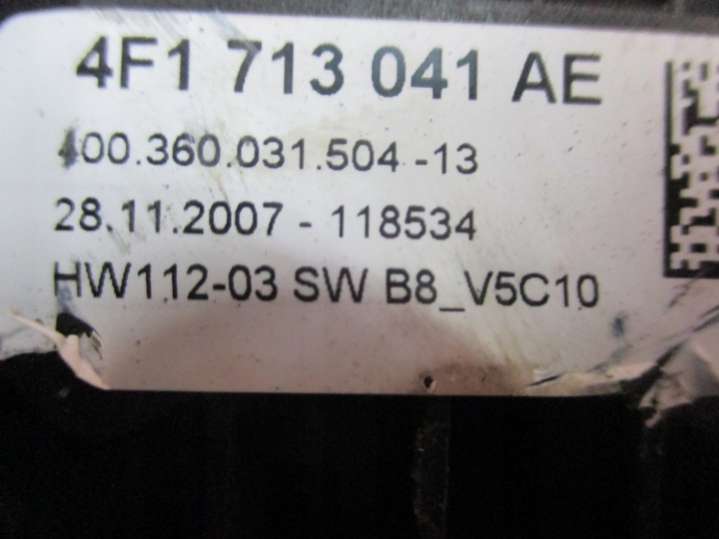 4F1 713 041 AE
400.360.031.504 -13
28.11.2007 - 118534
HW112-03 SW B8_V5C10